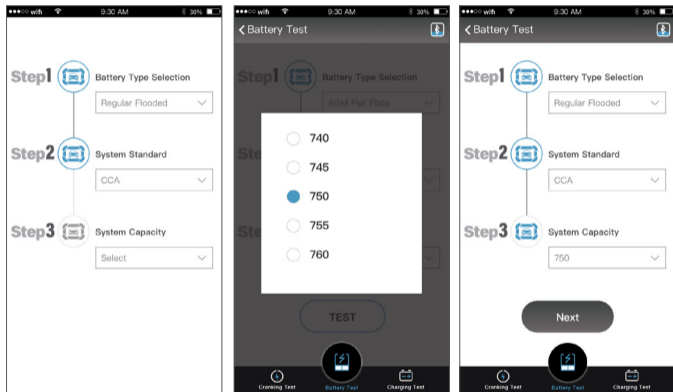 wifi 9:30 AM 30%
Step1 Battery Type Selection
Regular Flooded
Step2 System Standard
CCA
Step3 System Capacity
Select
wifi 9:30 AM 30%
Battery Test
Step1 Battery Type Selection
AGM Flat Plate
Ste
Ste
740
745
750
755
760
TEST
Cranking Test Battery Test Charging Test
wifi 9:30 AM 30%
Battery Test
Step1 Battery Type Selection
Regular Flooded
Step2 System Standard
CCA
Step3 System Capacity
750
Next
Cranking Test Battery Test Charging Test